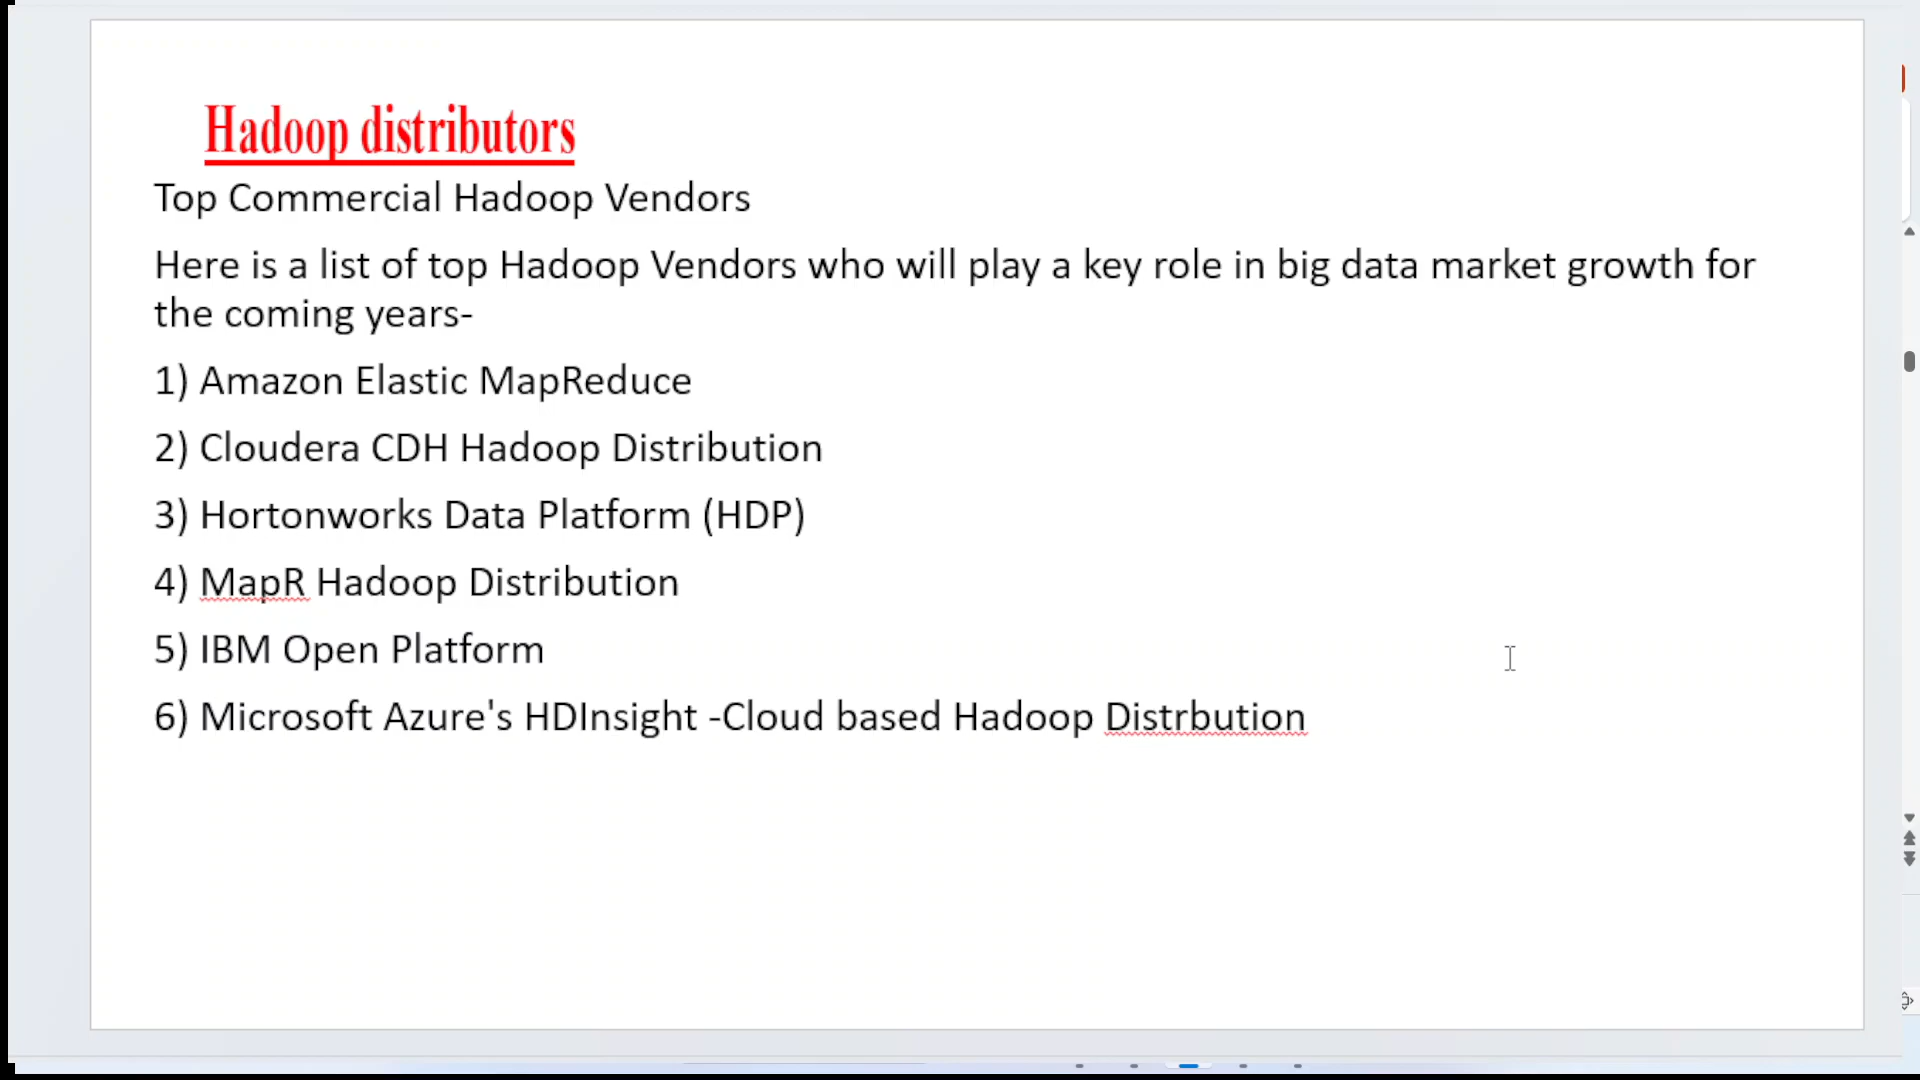 Hadoop distributors
Top Commercial Hadoop Vendors
Here is a list of top Hadoop Vendors who will play a key role in big data market growth for
the coming years-
1) Amazon Elastic MapReduce
2) Cloudera CDH Hadoop Distribution
3) Hortonworks Data Platform (HDP)
4) MapR Hadoop Distribution
5) IBM Open Platform
6) Microsoft Azure's HDInsight -Cloud based Hadoop Distrbution